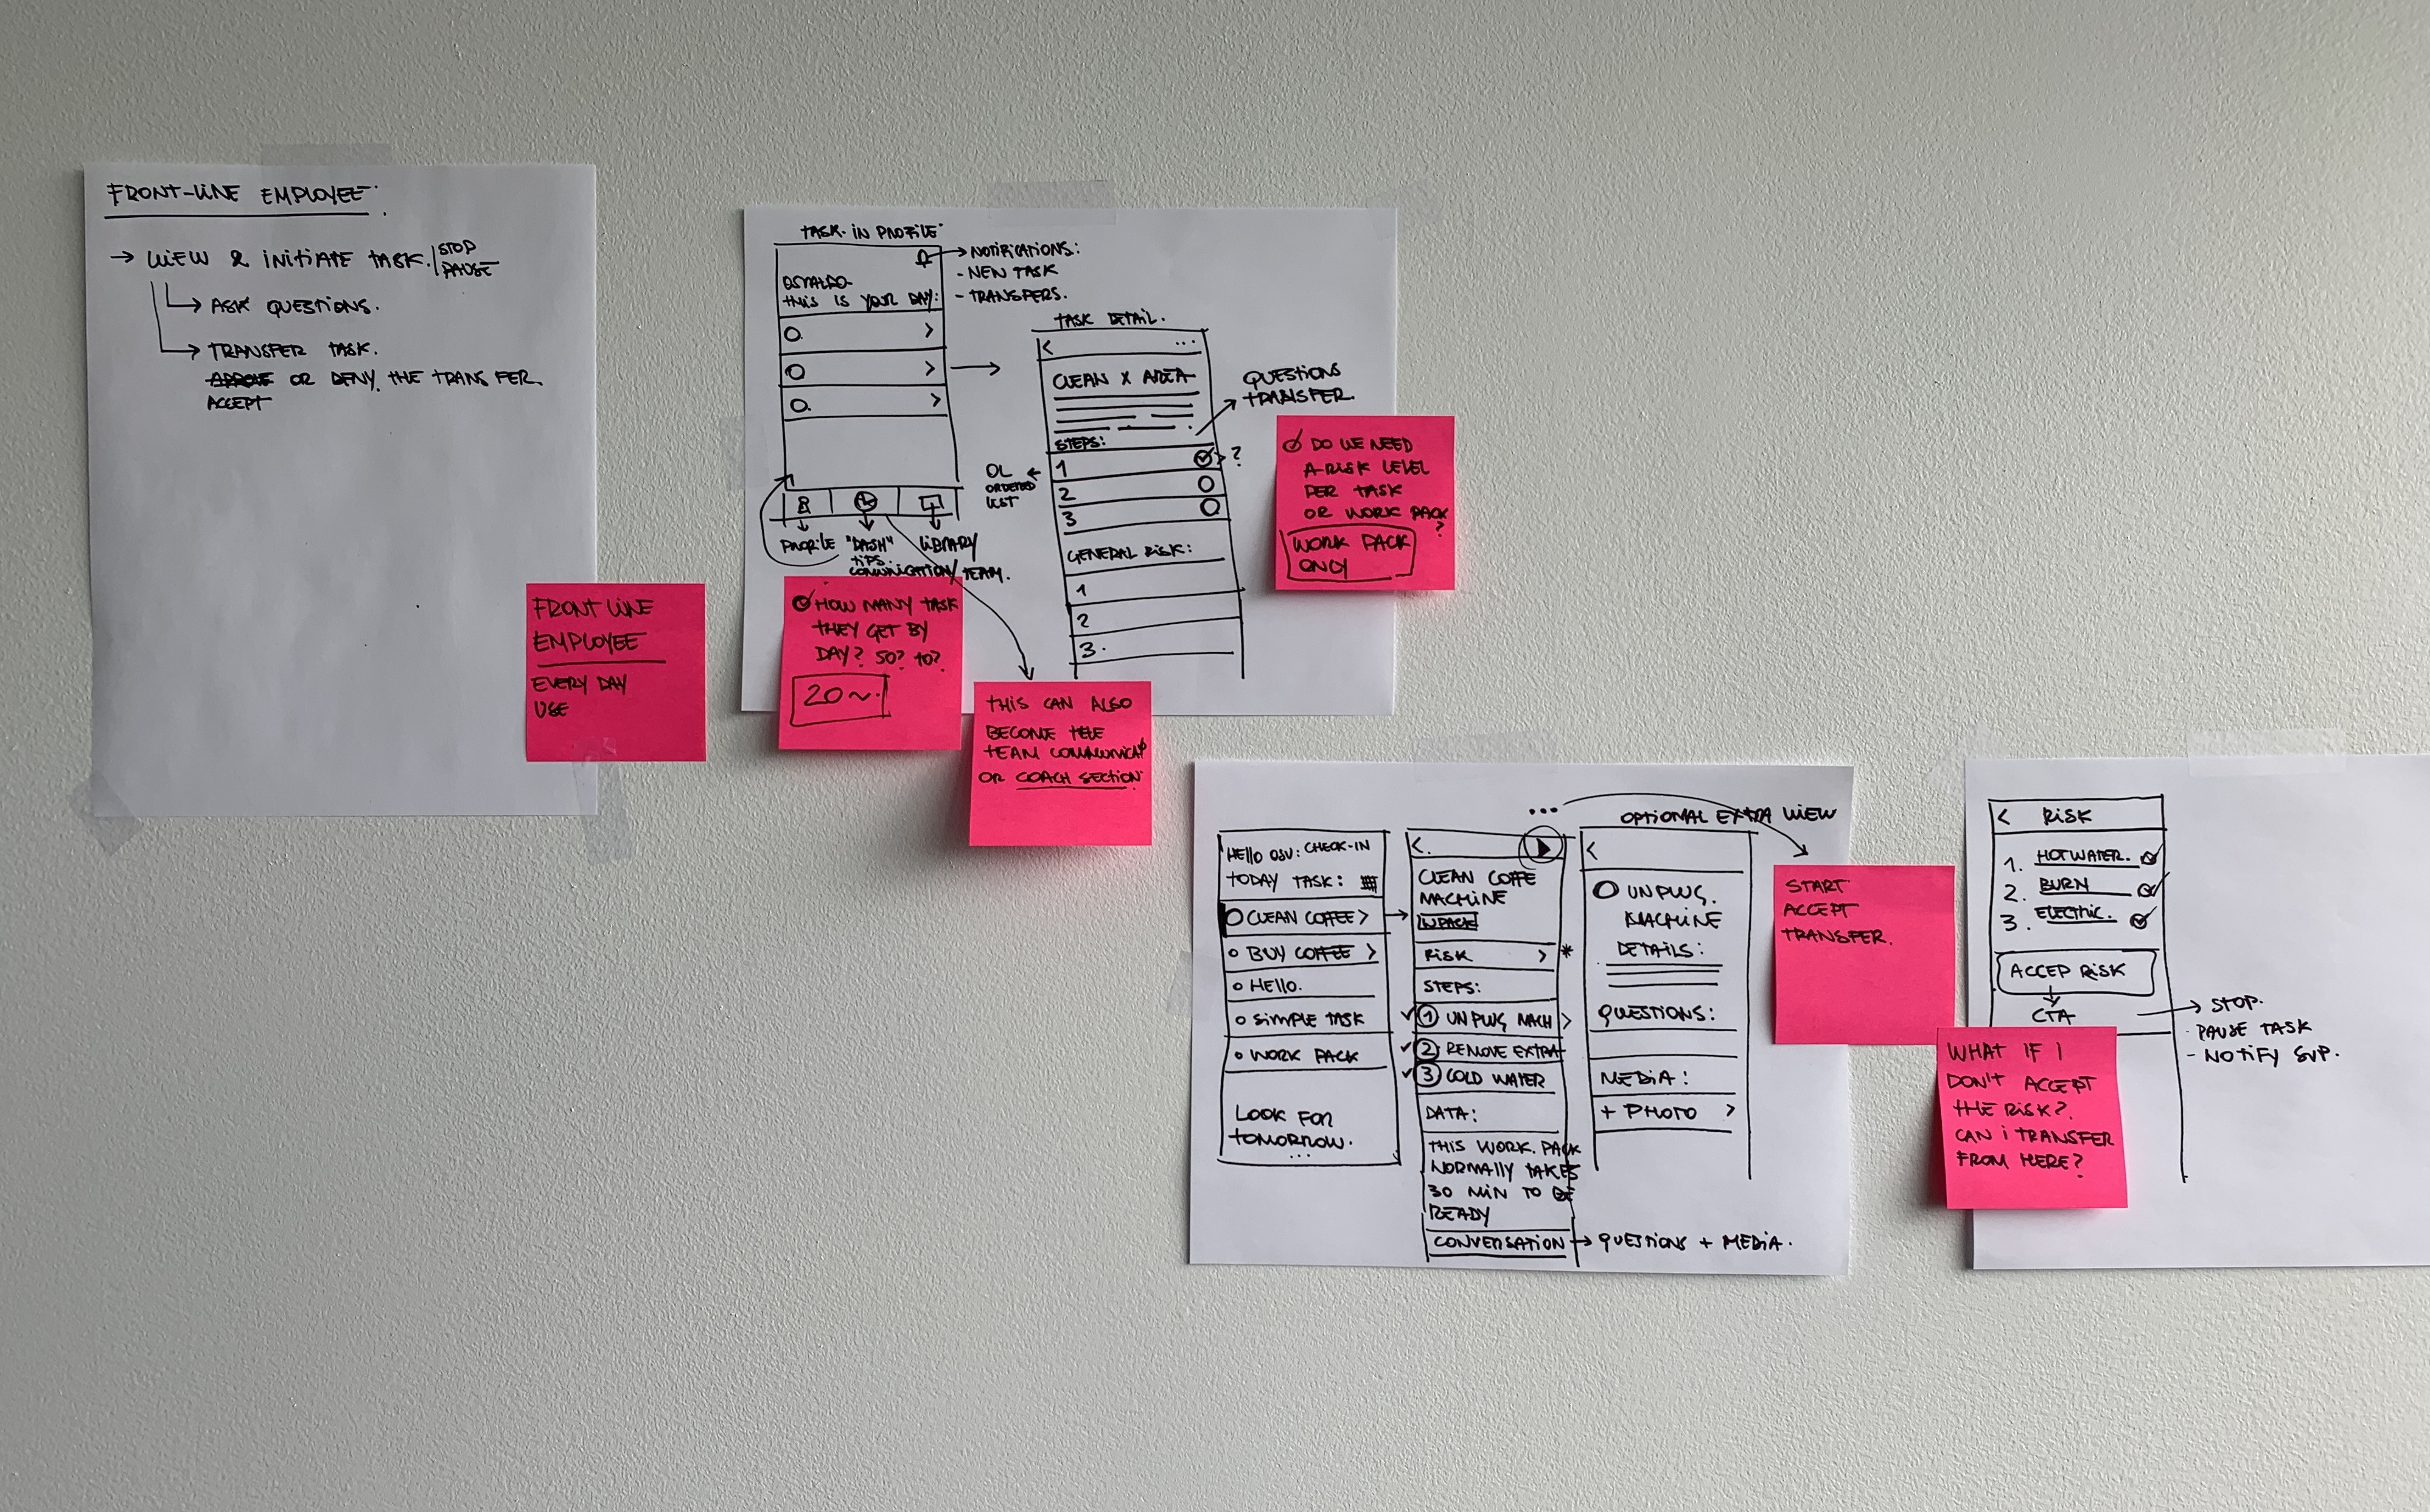 FRONT-LINE EMPLOYEE:
→ VIEW & INITIATE TASK. / STOP
PAUSE
→ ASK QUESTIONS.
→ TRANSFER TASK.
APPROVE OR DENY. THE TRANSFER.
ACCEPT
FRONT LINE
EMPLOYEE
EVERY DAY
USE
TASK-IN PROFILE
→ NOTIFICATIONS:
- NEW TASK
- TRANSFERS.
OSVALDO-
THIS IS YOUR DAY:
PROFILE
"DASH"
TIPS.
COMMUNICATION/TEAM.
LIBRARY
TASK DETAIL.
< ...
CLEAN X AREA
QUESTIONS
TRANSFER.
STEPS:
1
?
2
3
OL
ORDERED
LIST
GENERAL RISK:
1
2
3.
DO WE NEED
A RISK LEVEL
PER TASK
OR WORK PACK
?
WORK PACK
ONLY
HOW MANY TASK
THEY GET BY
DAY? 50? 10?
20~.
THIS CAN ALSO
BECOME THE
TEAM
OR COACH SECTION
HELLO OSV: CHECK-IN
TODAY TASK:
CLEAN COFFEE >
BUY COFFEE >
HELLO.
SIMPLE TASK
WORK PACK
LOOK FOR
TOMORROW.
...
...
<.
CLEAN COFFE
MACHINE
WPACK
RISK > *
STEPS:
1 UNPLUG MACH >
2 REMOVE EXTRA
3 COLD WATER
DATA:
THIS WORK. PACK
NORMALLY TAKES
30 MIN TO BE
READY
CONVERSATION → QUESTIONS + MEDIA.
OPTIONAL EXTRA VIEW
<
UNPLUG.
MACHINE
DETAILS:
QUESTIONS:
MEDIA:
+ PHOTO >
START
ACCEPT
TRANSFER.
< RISK
1. HOT WATER.
2. BURN
3. ELECTRIC.
ACCEP RISK
CTA
→ STOP.
- PAUSE TASK
- NOTIFY SUP.
WHAT IF I
DON'T ACCEPT
THE RISK?
CAN I TRANSFER
FROM HERE?